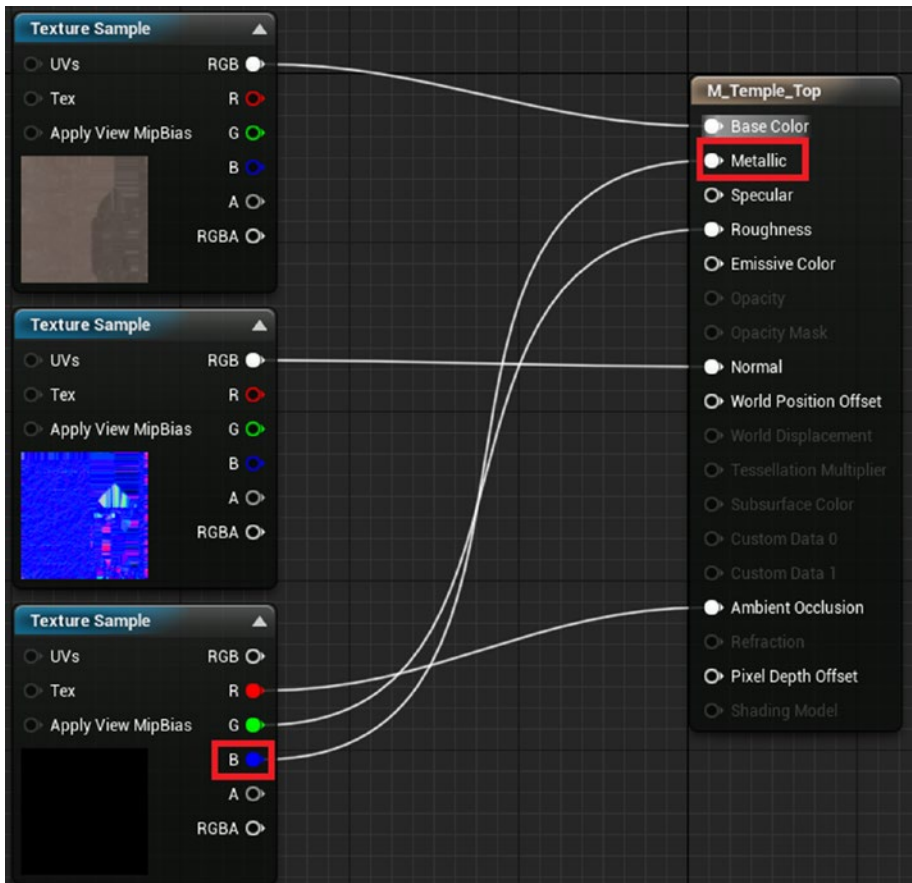 Texture Sample
UVs RGB
Tex R
Apply View MipBias G
B
A
RGBA
Texture Sample
UVs RGB
Tex R
Apply View MipBias G
B
A
RGBA
Texture Sample
UVs RGB
Tex R
Apply View MipBias G
B
A
RGBA
M_Temple_Top
Base Color
Metallic
Specular
Roughness
Emissive Color
Opacity
Opacity Mask
Normal
World Position Offset
World Displacement
Tessellation Multiplier
Subsurface Color
Custom Data 0
Custom Data 1
Ambient Occlusion
Refraction
Pixel Depth Offset
Shading Model